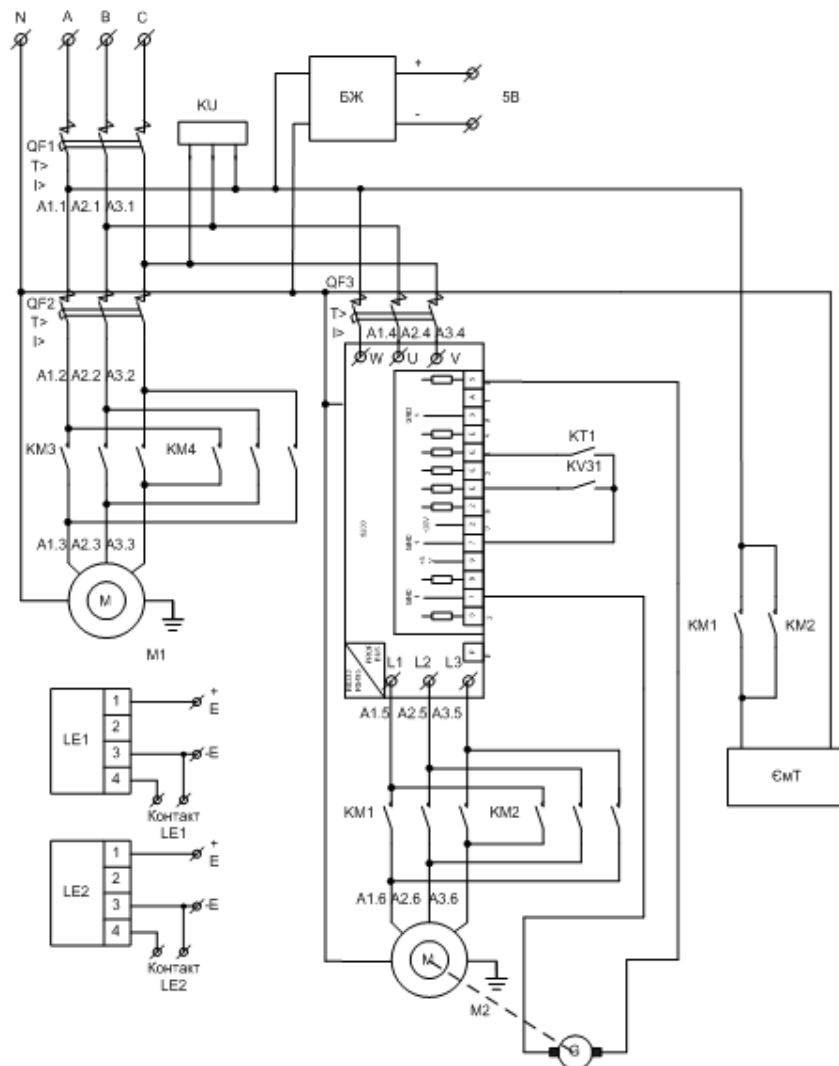 N A B C
KU
БЖ
+
-
5В
QF1
T>
I>
A1.1 A2.1 A3.1
QF2
T>
I>
QF3
T>
I>
A1.4 A2.4 A3.4
W U V
A1.2 A2.2 A3.2
KM3
KM4
KT1
KV31
A1.3 A2.3 A3.3
M
M1
L1 L2 L3
A1.5 A2.5 A3.5
KM1
KM2
ЄмТ
LE1
1
2
3
4
+
E
-E
Контакт
LE1
LE2
1
2
3
4
+
E
-E
Контакт
LE2
KM1
KM2
A1.6 A2.6 A3.6
M
M2
G